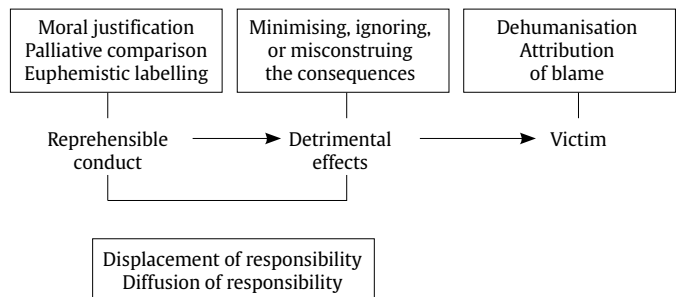 Moral justification
Palliative comparison
Euphemistic labelling
Minimising, ignoring,
or misconstruing
the consequences
Dehumanisation
Attribution
of blame
Reprehensible
conduct
Detrimental
effects
Victim
Displacement of responsibility
Diffusion of responsibility